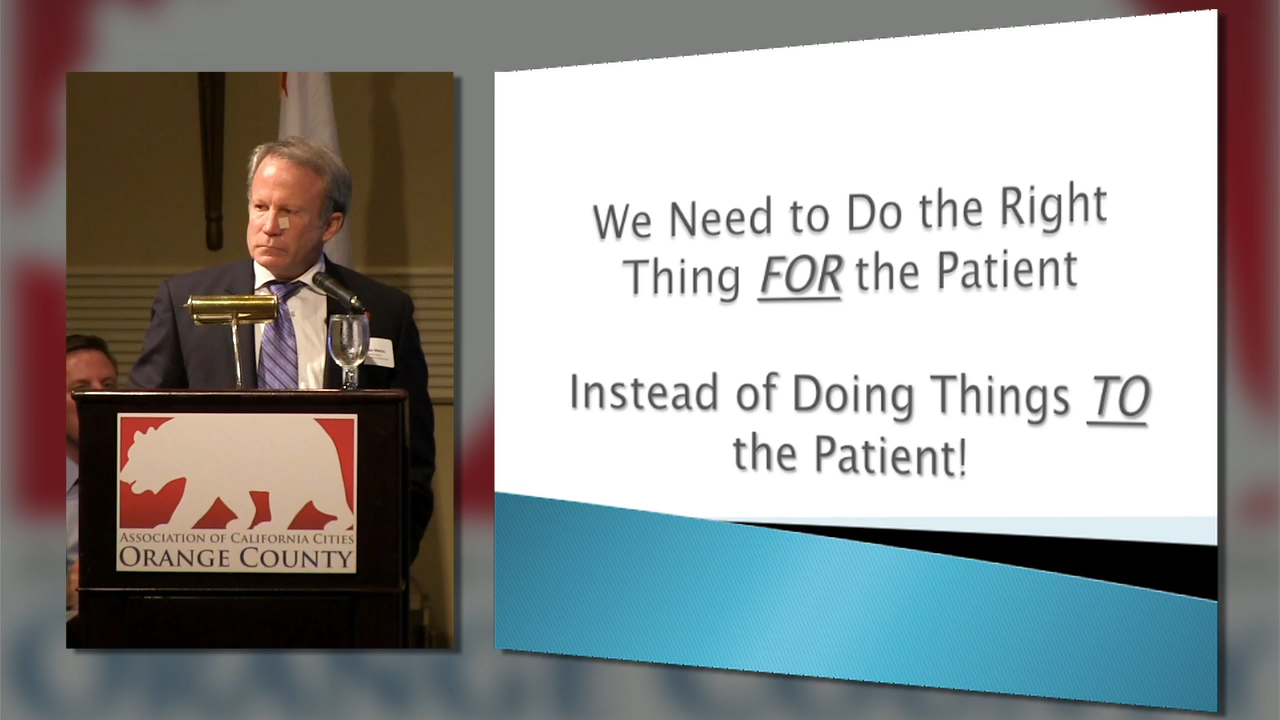 ASSOCIATION OF CALIFORNIA CITIES
ORANGE COUNTY
We Need to Do the Right
Thing FOR the Patient
Instead of Doing Things TO
the Patient!